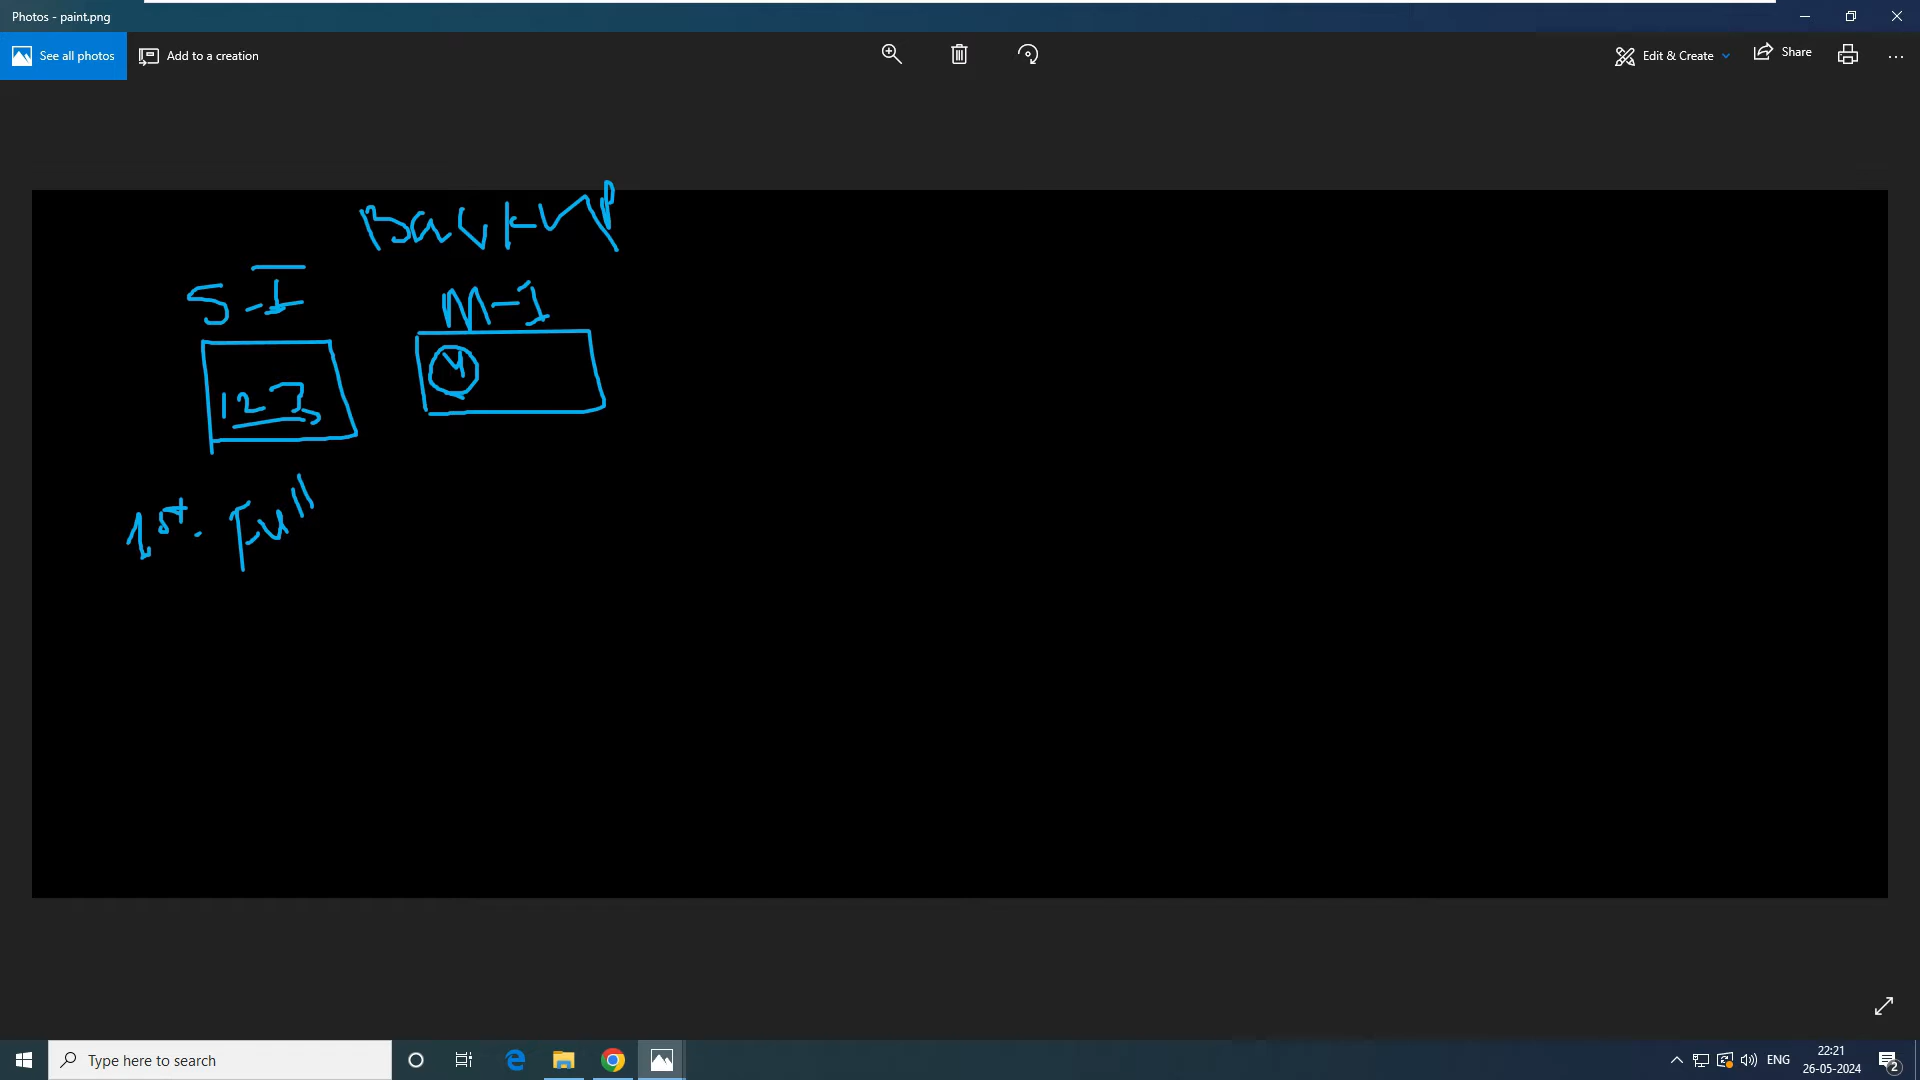 Photos - paint.png
See all photos
Add to a creation
Edit & Create
Share
Backup
S-I
M-I
123
4
1st. Full
Type here to search
ENG
22:21
26-05-2024
2